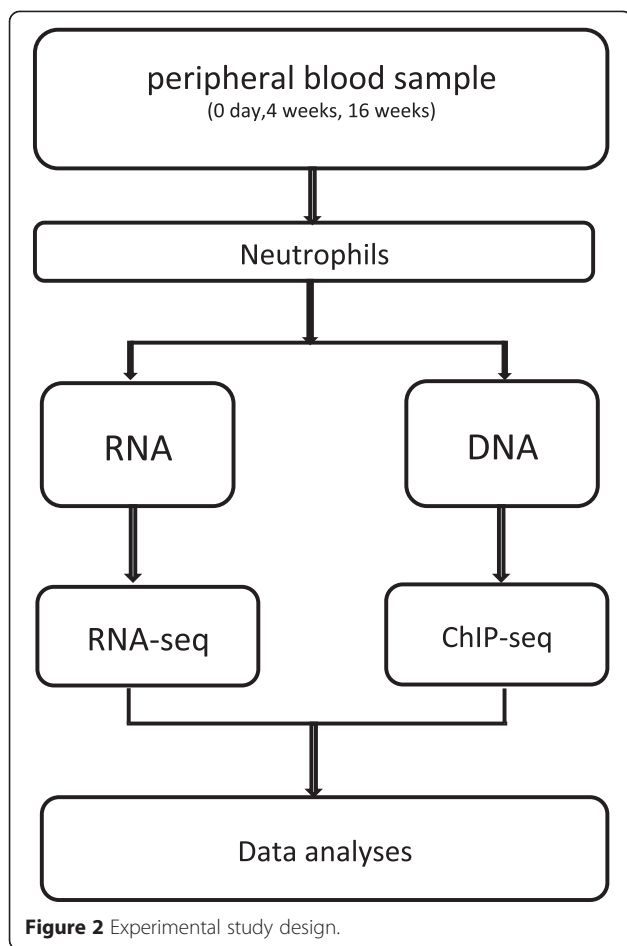 peripheral blood sample
(0 day,4 weeks, 16 weeks)
Neutrophils
RNA
DNA
RNA-seq
ChIP-seq
Data analyses
Figure 2 Experimental study design.